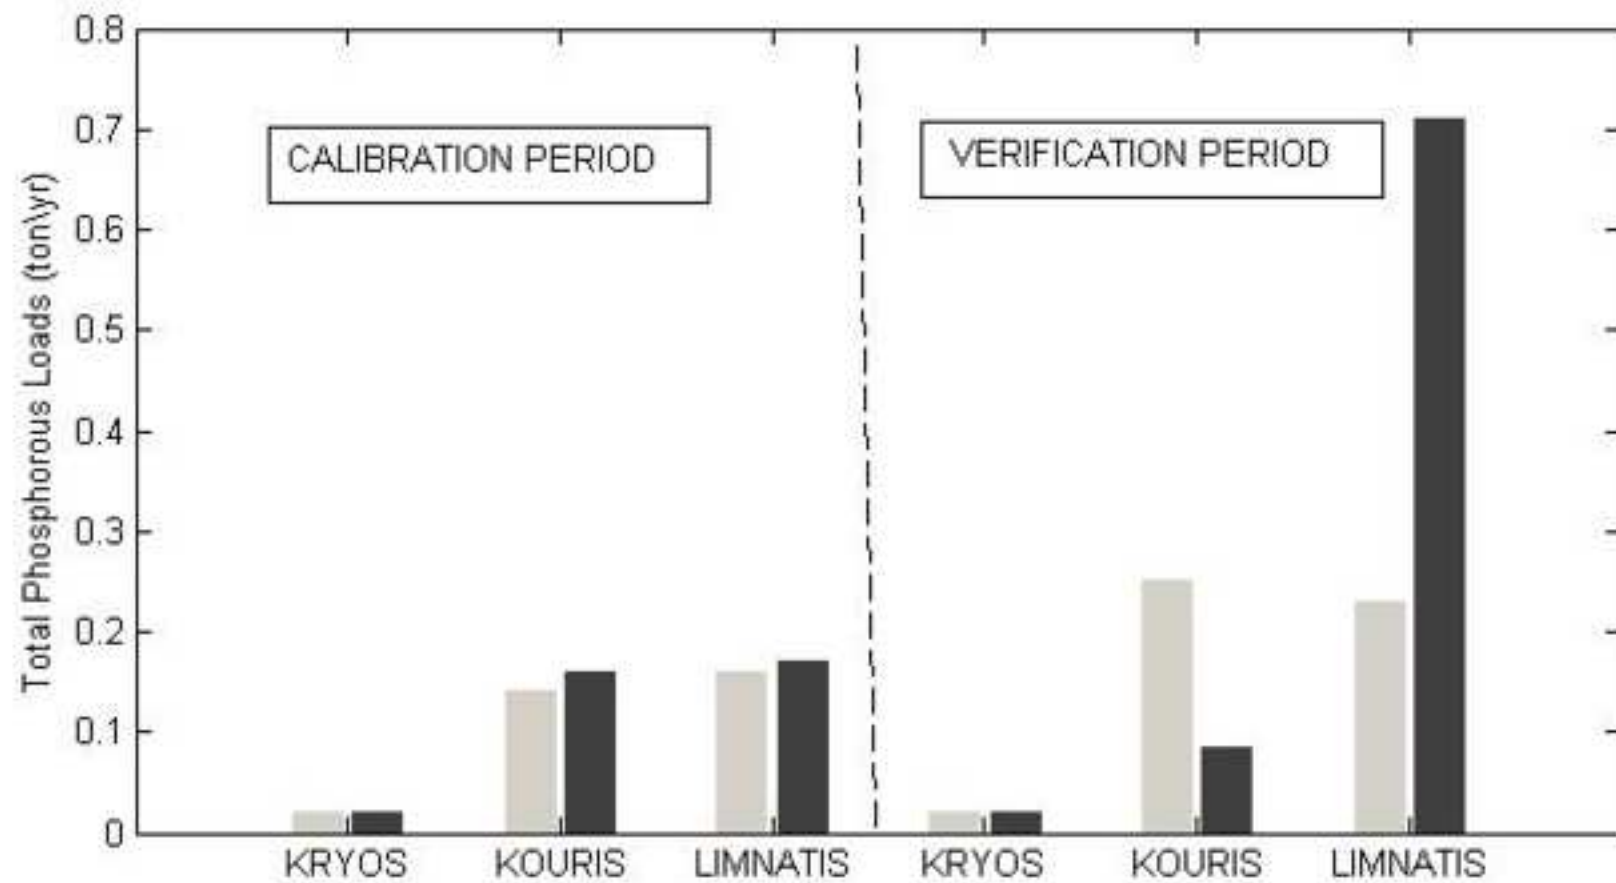 0.8
0.7
0.6
0.5
0.4
0.3
0.2
0.1
0
Total Phosphorous Loads (ton\yr)
CALIBRATION PERIOD
VERIFICATION PERIOD
KRYOS KOURIS LIMNATIS KRYOS KOURIS LIMNATIS